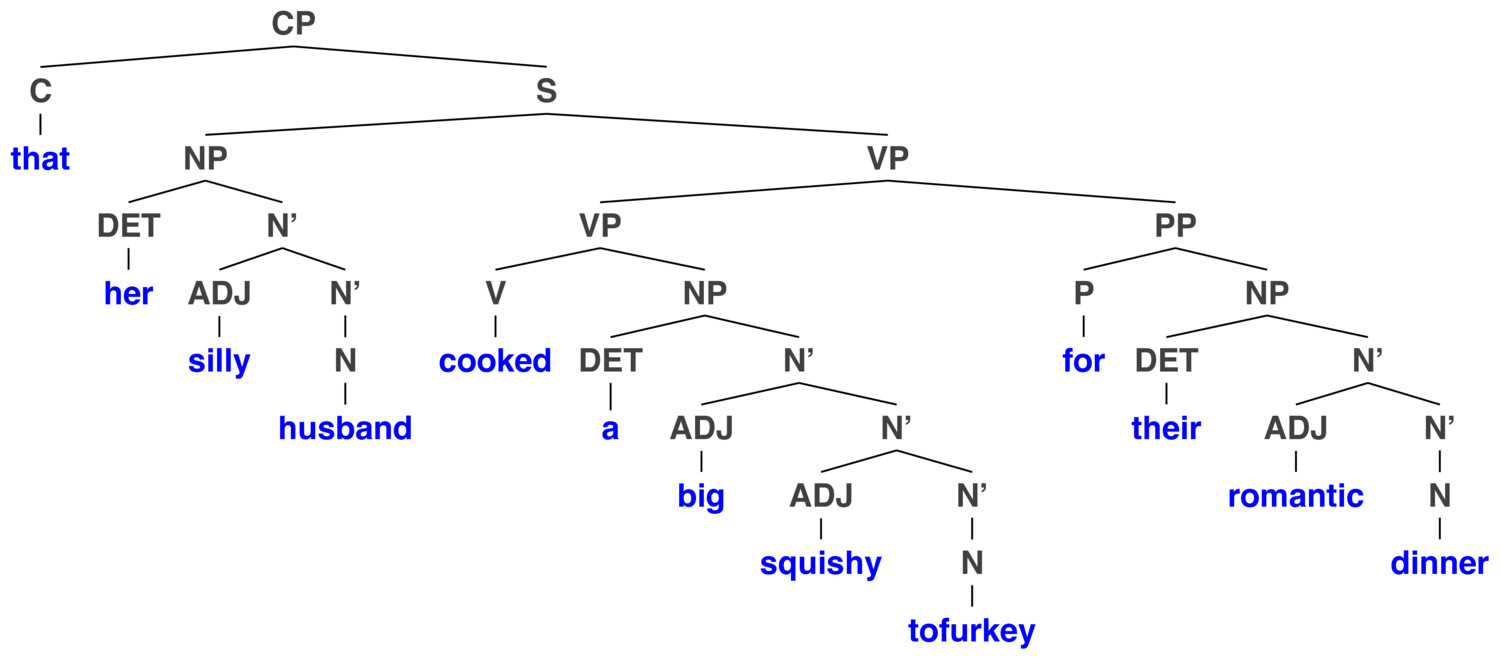 CP
C S
that NP VP
DET N’ VP PP
her ADJ N’ V NP P NP
silly N cooked DET N’ for DET N’
husband a ADJ N’ their ADJ N’
big ADJ N’ romantic N
squishy N dinner
tofurkey